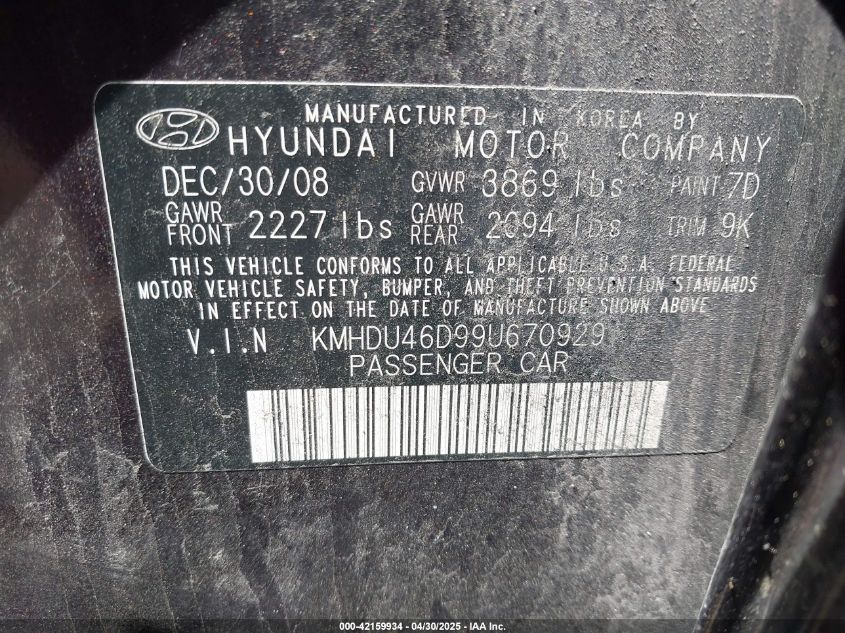 MANUFACTURED IN KOREA BY
HYUNDAI MOTOR COMPANY
DEC/30/08 GVWR 3869 lbs PAINT 7D
GAWR FRONT 2227 lbs GAWR REAR 2094 lbs TRIM 9K
THIS VEHICLE CONFORMS TO ALL APPLICABLE U.S.A. FEDERAL
MOTOR VEHICLE SAFETY, BUMPER, AND THEFT PREVENTION STANDARDS
IN EFFECT ON THE DATE OF MANUFACTURE SHOWN ABOVE
V.I.N KMHDU46D99U670929
PASSENGER CAR
000-42159934 - 04/30/2025 - IAA Inc.